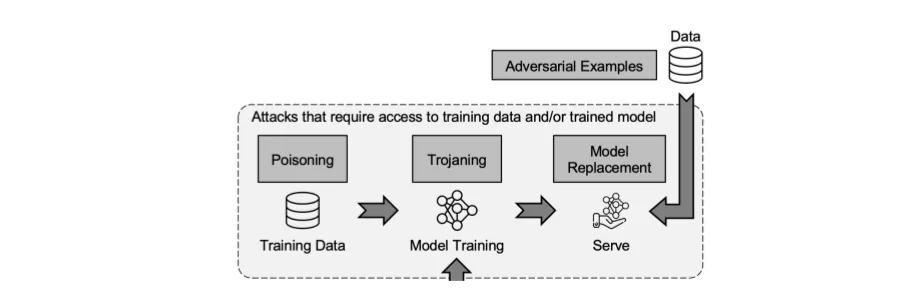 Data
Adversarial Examples
Attacks that require access to training data and/or trained model
Poisoning
Trojaning
Model
Replacement
Training Data
Model Training
Serve